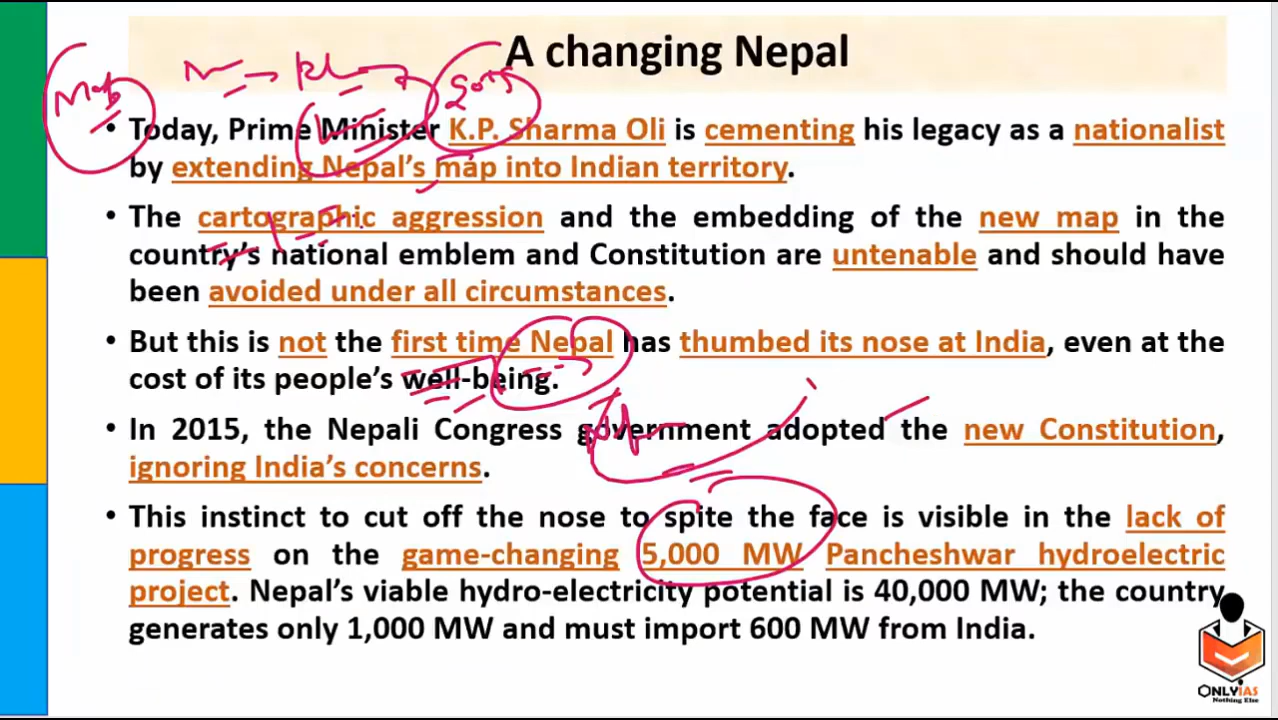 A changing Nepal
Map
2015
• Today, Prime Minister K.P. Sharma Oli is cementing his legacy as a nationalist
by extending Nepal's map into Indian territory.
• The cartographic aggression and the embedding of the new map in the
country's national emblem and Constitution are untenable and should have
been avoided under all circumstances.
• But this is not the first time Nepal has thumbed its nose at India, even at the
cost of its people's well-being.
• In 2015, the Nepali Congress government adopted the new Constitution,
ignoring India's concerns.
• This instinct to cut off the nose to spite the face is visible in the lack of
progress on the game-changing 5,000 MW Pancheshwar hydroelectric
project. Nepal's viable hydro-electricity potential is 40,000 MW; the country
generates only 1,000 MW and must import 600 MW from India.
ONLYIAS
Nothing Else